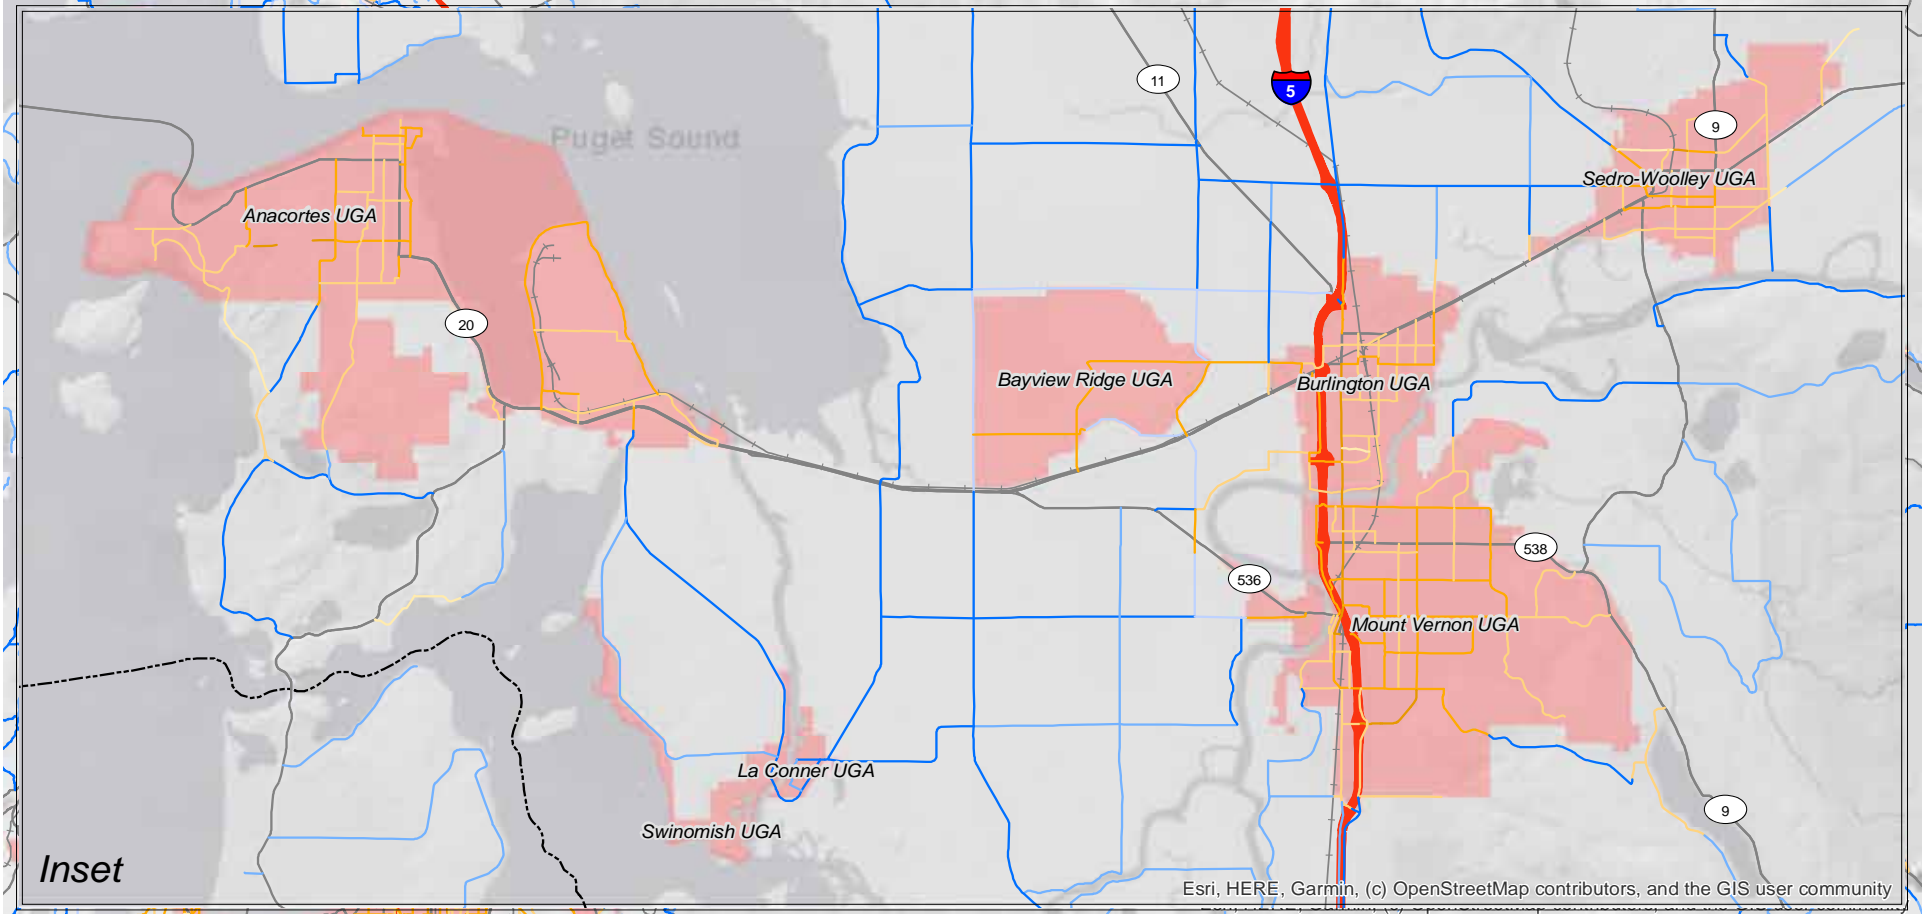 11
5
9
Puget Sound
Sedro-Woolley UGA
Anacortes UGA
20
Bayview Ridge UGA
Burlington UGA
538
536
Mount Vernon UGA
La Conner UGA
9
Swinomish UGA
Inset
Esri, HERE, Garmin, (c) OpenStreetMap contributors, and the GIS user community